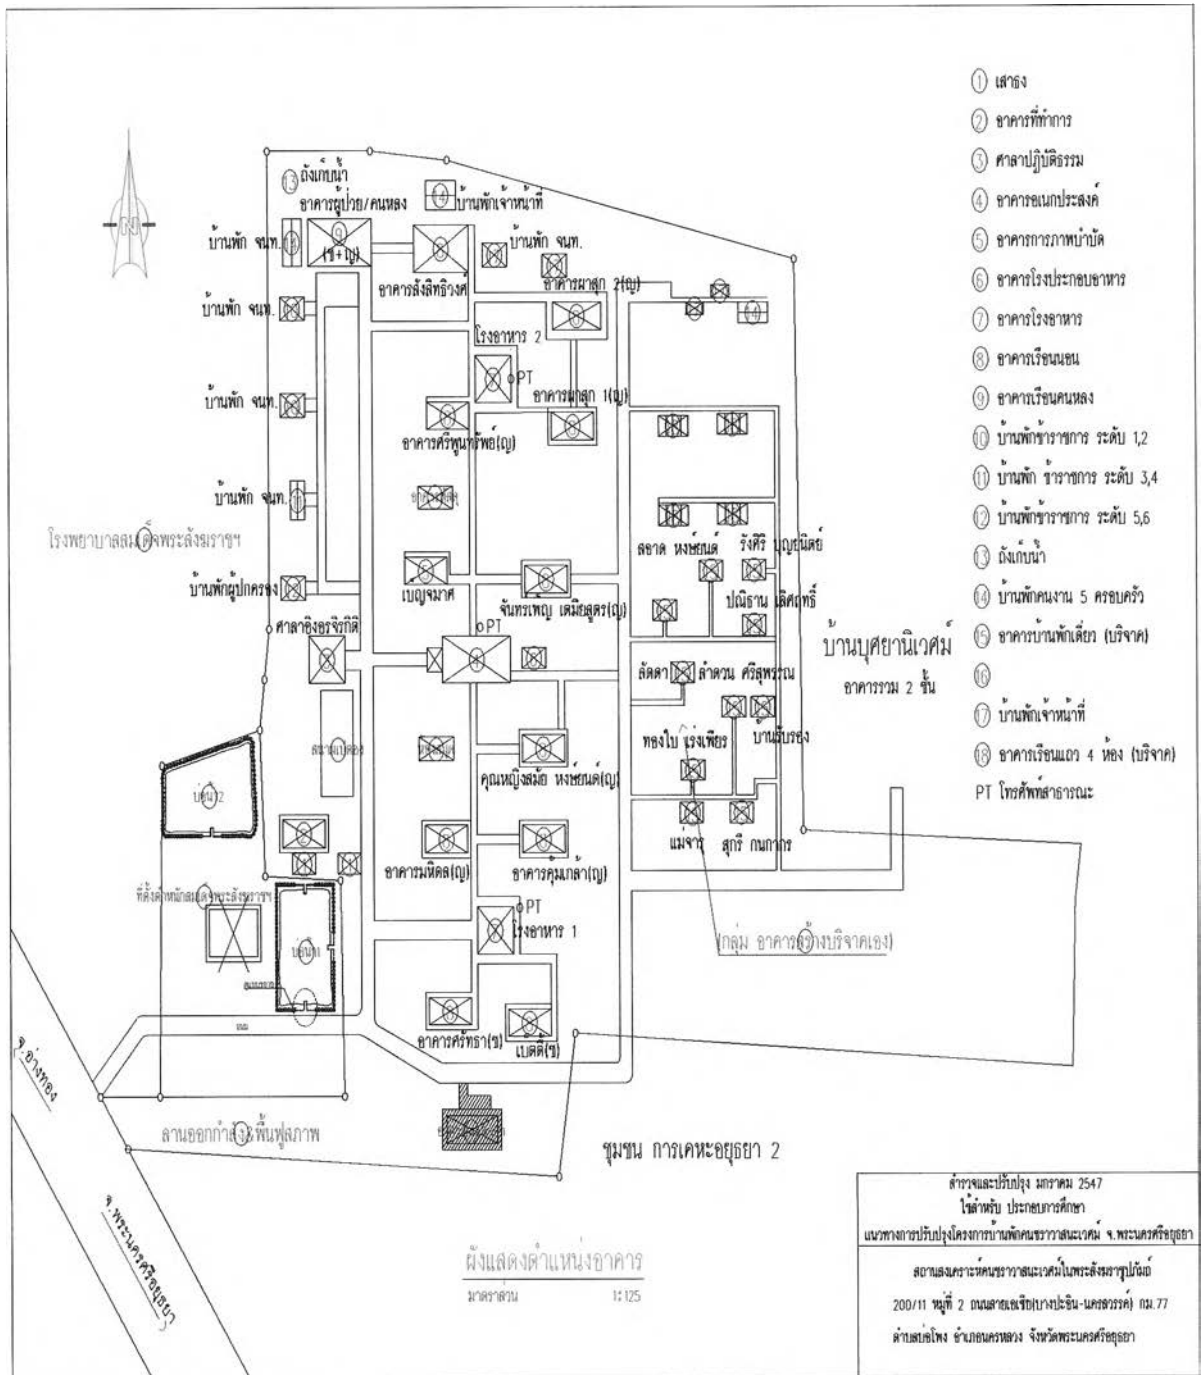 ① เสาธง
② อาคารที่ทำการ
③ ศาลาปฏิบัติธรรม
④ อาคารอเนกประสงค์
⑤ อาคารกายภาพบำบัด
⑥ อาคารโรงประกอบอาหาร
⑦ อาคารโรงอาหาร
⑧ อาคารเรือนนอน
⑨ อาคารเรือนคนหลง
⑩ บ้านพักข้าราชการ ระดับ 1,2
⑪ บ้านพัก ข้าราชการ ระดับ 3,4
⑫ บ้านพักข้าราชการ ระดับ 5,6
⑬ ถังเก็บน้ำ
⑭ บ้านพักคนงาน 5 ครอบครัว
⑮ อาคารบ้านพักเดี่ยว (บริจาค)
⑯
⑰ บ้านพักเจ้าหน้าที่
⑱ อาคารเรือนแถว 4 ห้อง (บริจาค)
PT โทรศัพท์สาธารณะ
N
⑬ ถังเก็บน้ำ
อาคารผู้ป่วย/คนหลง
(ช+ญ)
⑭ บ้านพักเจ้าหน้าที่
บ้านพัก จนท.
บ้านพัก จนท.
อาคารสังสิทธิวงศ์
อาคารผาสุก 2(ญ)
บ้านพัก จนท.
โรงอาหาร 2
PT
บ้านพัก จนท.
อาคารผาสุก 1(ญ)
อาคารศรีพูนทรัพย์(ญ)
บ้านพัก จนท.
โรงพยาบาลสมเด็จพระสังฆราชฯ
สอาด หงษ์ยนต์
รังศิริ บุญยนิตย์
บ้านพักผู้ปกครอง
เบญจมาศ
จันทรเพ็ญ เตมียสูตร(ญ)
ปณิธาน เลิศฤทธิ์
ศาลาอิงอรจิรกิติ
PT
บ้านบุศยานิเวศม์
อาคารรวม 2 ชั้น
ลัดดา
ลำดวน ศรีสุพรรณ
ทองใบ แร่งเพียร
บ้านรับรอง
คุณหญิงสมัย หงษ์ยนต์(ญ)
บ่อน้ำ2
แม่จารุ
สุกรี กนกากร
อาคารมหิดล(ญ)
อาคารคุ้มเกล้า(ญ)
ที่ตั้งตำหนักสมเด็จพระสังฆราชฯ
PT
โรงอาหาร 1
(กลุ่ม อาคารสร้างบริจาคเอง)
บ่อน้ำ1
ถนน
อาคารศรัทธา(ช)
เบ็ตตี้(ช)
จ.อ่างทอง
ลานออกกำลัง&พื้นฟูสภาพ
ชุมชน การเคหะอยุธยา 2
จ.พระนครศรีอยุธยา
ผังแสดงตำแหน่งอาคาร
มาตราส่วน 1:125
สำรวจและปรับปรุง มกราคม 2547
ใช้สำหรับ ประกอบการศึกษา
แนวทางการปรับปรุงโครงการบ้านพักคนชราวาสนะเวศม์ จ.พระนครศรีอยุธยา
สถานสงเคราะห์คนชราวาสนะเวศม์ในพระสังฆราชูปถัมภ์
200/11 หมู่ที่ 2 ถนนสายเอเซีย(บางปะอิน-นครสวรรค์) กม.77
ตำบลบ่อโพง อำเภอนครหลวง จังหวัดพระนครศรีอยุธยา